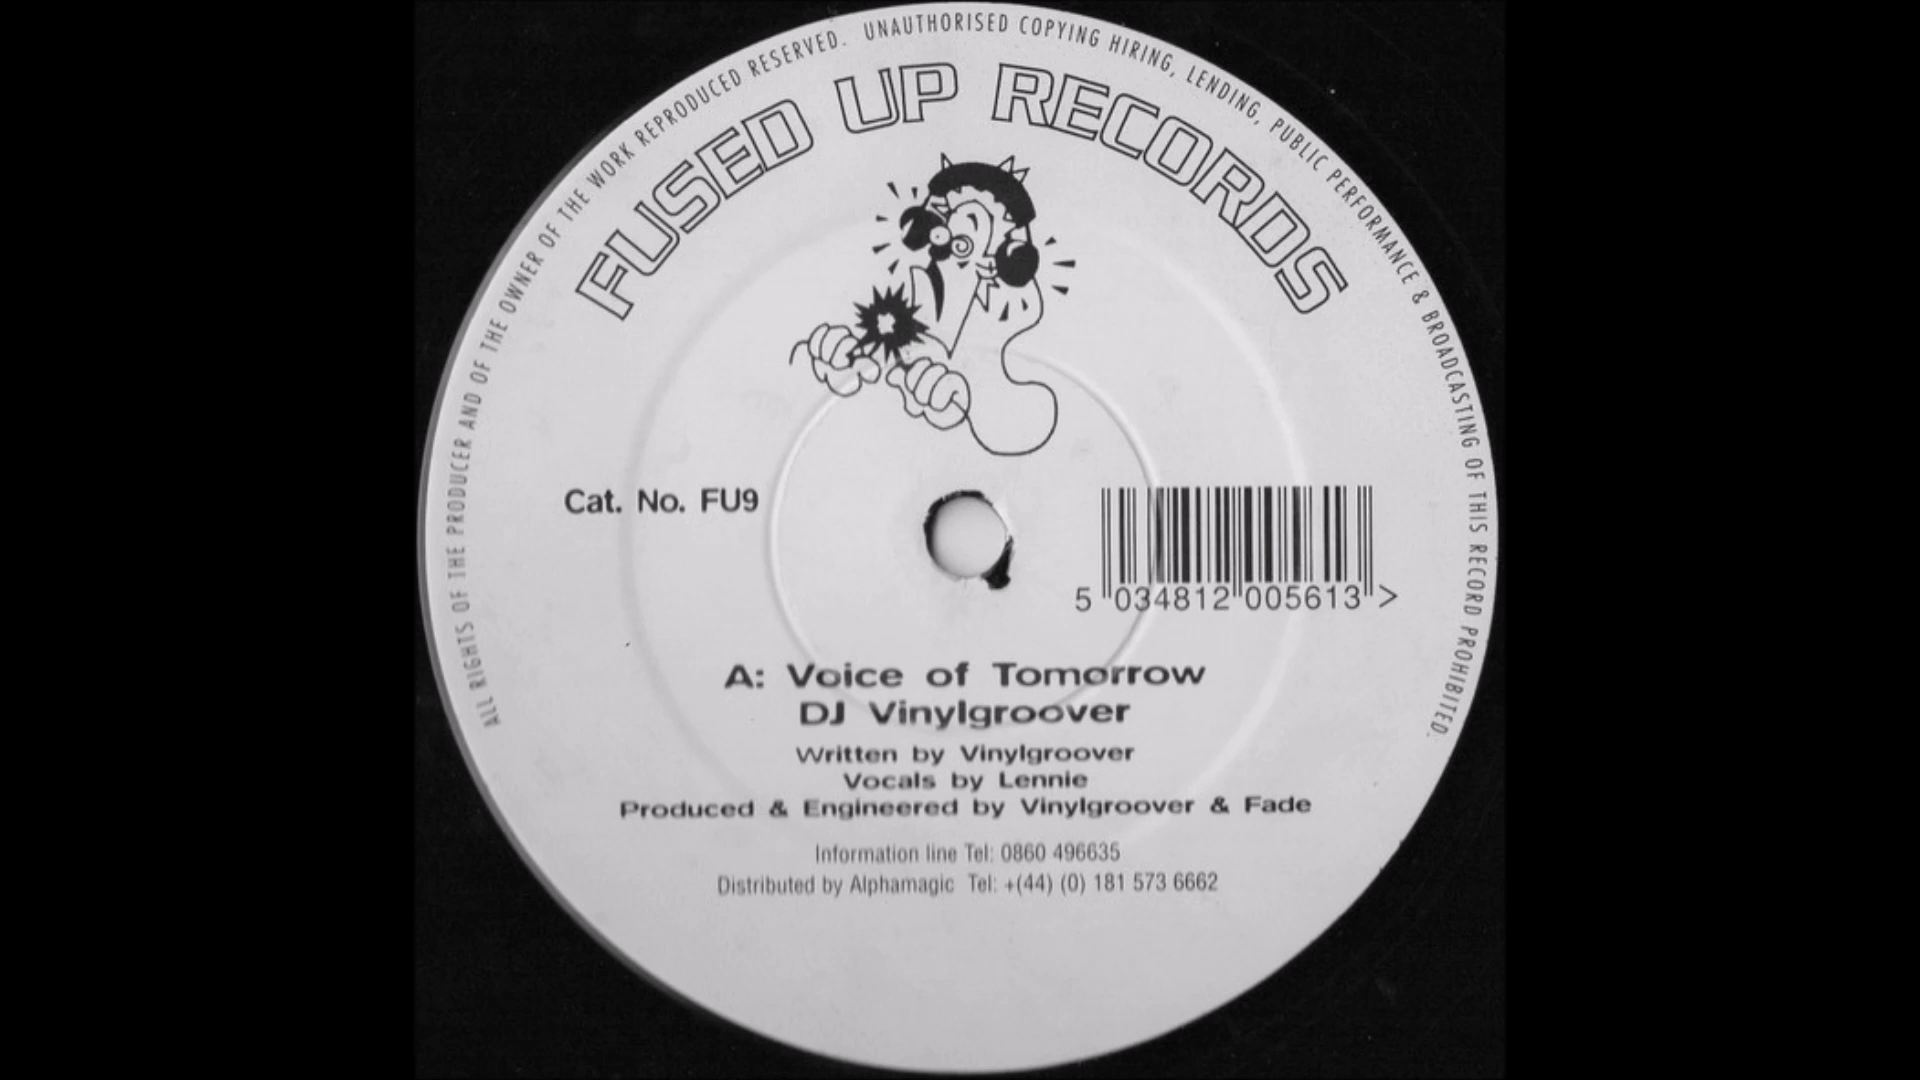 ALL RIGHTS OF THE PRODUCER AND OF THE OWNER OF THE WORK REPRODUCED RESERVED. UNAUTHORISED COPYING HIRING, LENDING, PUBLIC PERFORMANCE & BROADCASTING OF THIS RECORD PROHIBITED.
FUSED UP RECORDS
Cat. No. FU9
5 034812 005613 >
A: Voice of Tomorrow
DJ Vinylgroover
Written by Vinylgroover
Vocals by Lennie
Produced & Engineered by Vinylgroover & Fade
Information line Tel: 0860 496635
Distributed by Alphamagic Tel: +(44) (0) 181 573 6662